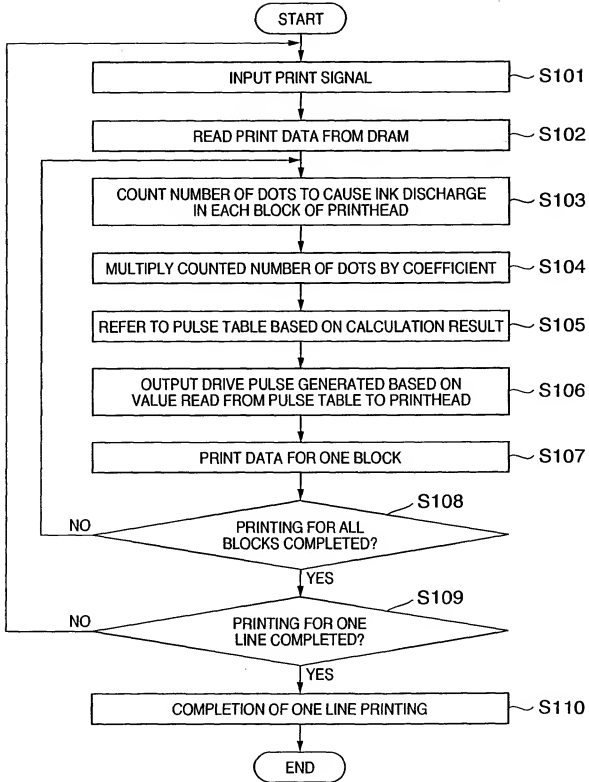 START
INPUT PRINT SIGNAL
S101
READ PRINT DATA FROM DRAM
S102
COUNT NUMBER OF DOTS TO CAUSE INK DISCHARGE
IN EACH BLOCK OF PRINTHEAD
S103
MULTIPLY COUNTED NUMBER OF DOTS BY COEFFICIENT
S104
REFER TO PULSE TABLE BASED ON CALCULATION RESULT
S105
OUTPUT DRIVE PULSE GENERATED BASED ON
VALUE READ FROM PULSE TABLE TO PRINTHEAD
S106
PRINT DATA FOR ONE BLOCK
S107
S108
NO
PRINTING FOR ALL
BLOCKS COMPLETED?
YES
S109
NO
PRINTING FOR ONE
LINE COMPLETED?
YES
COMPLETION OF ONE LINE PRINTING
S110
END